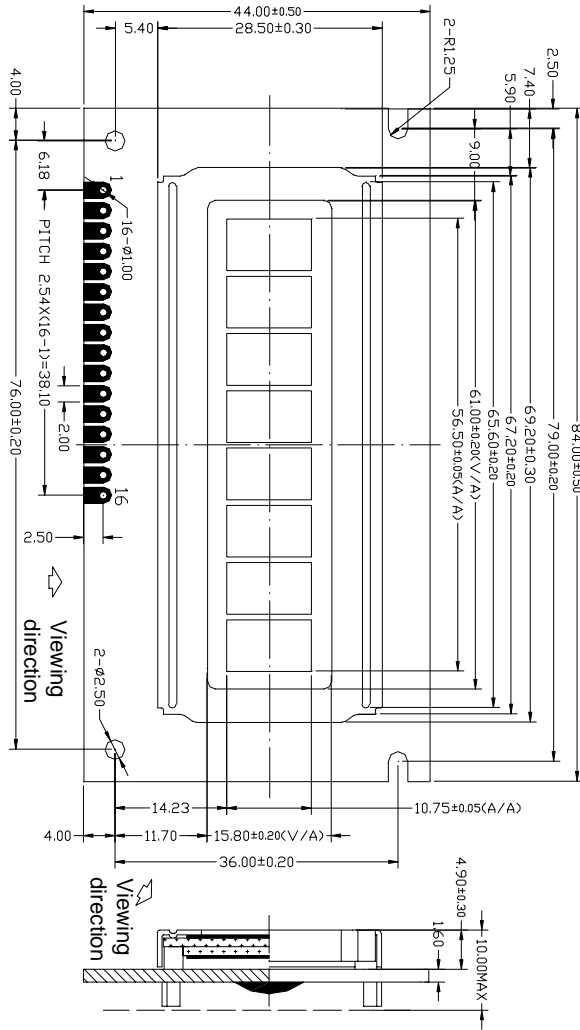 44.00±0.50
5.40
28.50±0.30
2-R1.25
2.50
7.40
5.90
4.00
9.00
6.18
1
16-ø1.00
PITCH 2.54X(16-1)=38.10
76.00±0.20
2.00
56.50±0.05(A/A)
61.00±0.20(V/A)
65.60±0.20
67.20±0.20
69.20±0.30
79.00±0.20
84.00±0.50
16
2.50
Viewing
direction
2-ø2.50
14.23
10.75±0.05(A/A)
4.00
11.70
15.80±0.20(V/A)
36.00±0.20
Viewing
direction
4.90±0.30
1.60
10.00MAX